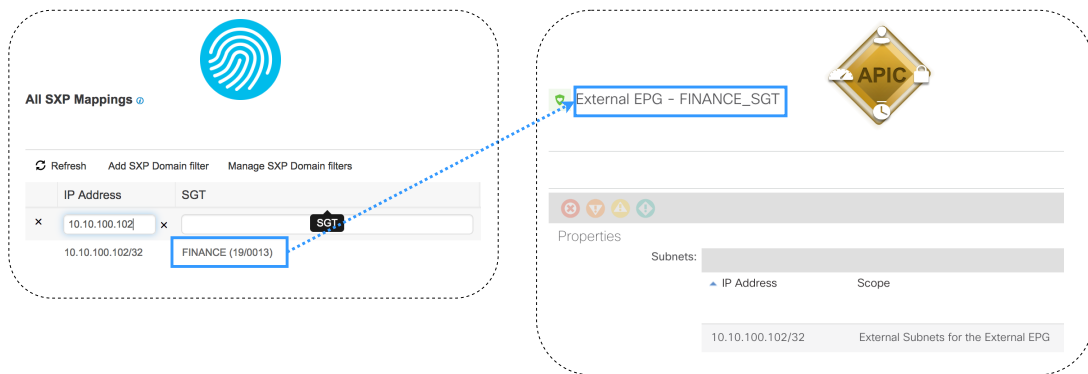 All SXP Mappings
Refresh Add SXP Domain filter Manage SXP Domain filters
IP Address SGT
10.10.100.102 SGT
10.10.100.102/32 FINANCE (19/0013)
APIC
External EPG - FINANCE_SGT
Properties
Subnets:
IP Address Scope
10.10.100.102/32 External Subnets for the External EPG